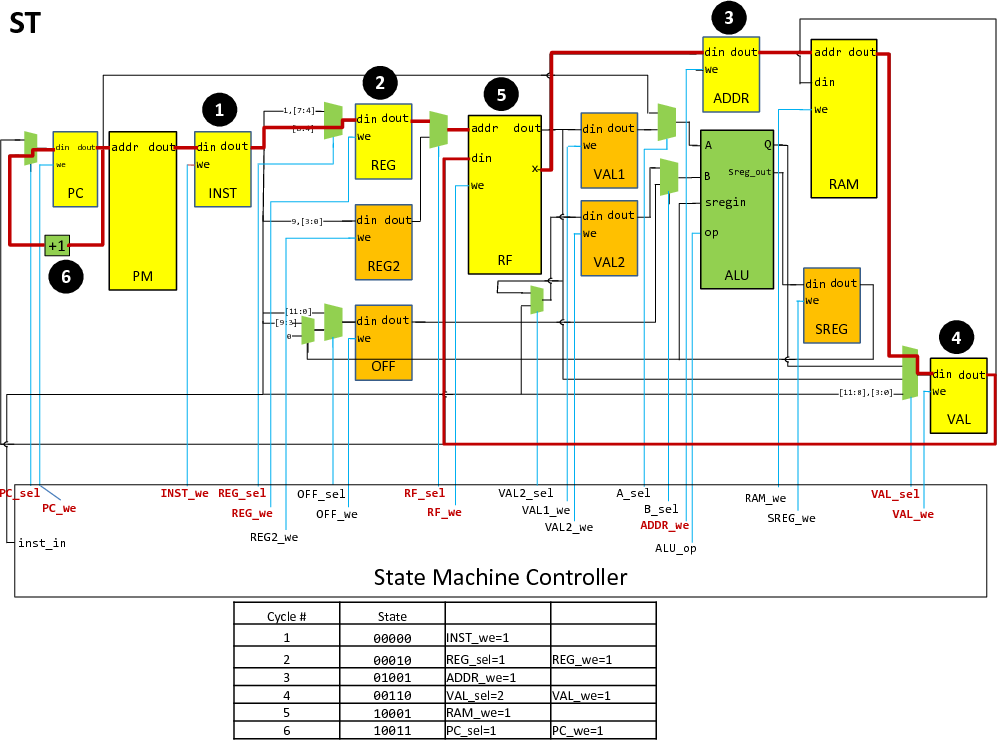 ST
1
2
3
4
5
6
din dout
we
PC
+1
addr dout
PM
din dout
we
INST
1,[7:4]
[8:4]
din dout
we
REG
9,[3:0]
din dout
we
REG2
[11:0]
[9:3]
0
din dout
we
OFF
addr dout
din
x
we
RF
din dout
we
VAL1
din dout
we
VAL2
din dout
we
ADDR
A Q
B Sreg_out
sregin
op
ALU
addr dout
din
we
RAM
din dout
we
SREG
[11:8],[3:0]
din dout
we
VAL
PC_sel
PC_we
INST_we
REG_sel
REG_we
REG2_we
OFF_sel
OFF_we
RF_sel
RF_we
VAL2_sel
VAL1_we
VAL2_we
A_sel
B_sel
ADDR_we
ALU_op
RAM_we
SREG_we
VAL_sel
VAL_we
inst_in
State Machine Controller
Cycle # State
1 00000 INST_we=1
2 00010 REG_sel=1 REG_we=1
3 01001 ADDR_we=1
4 00110 VAL_sel=2 VAL_we=1
5 10001 RAM_we=1
6 10011 PC_sel=1 PC_we=1